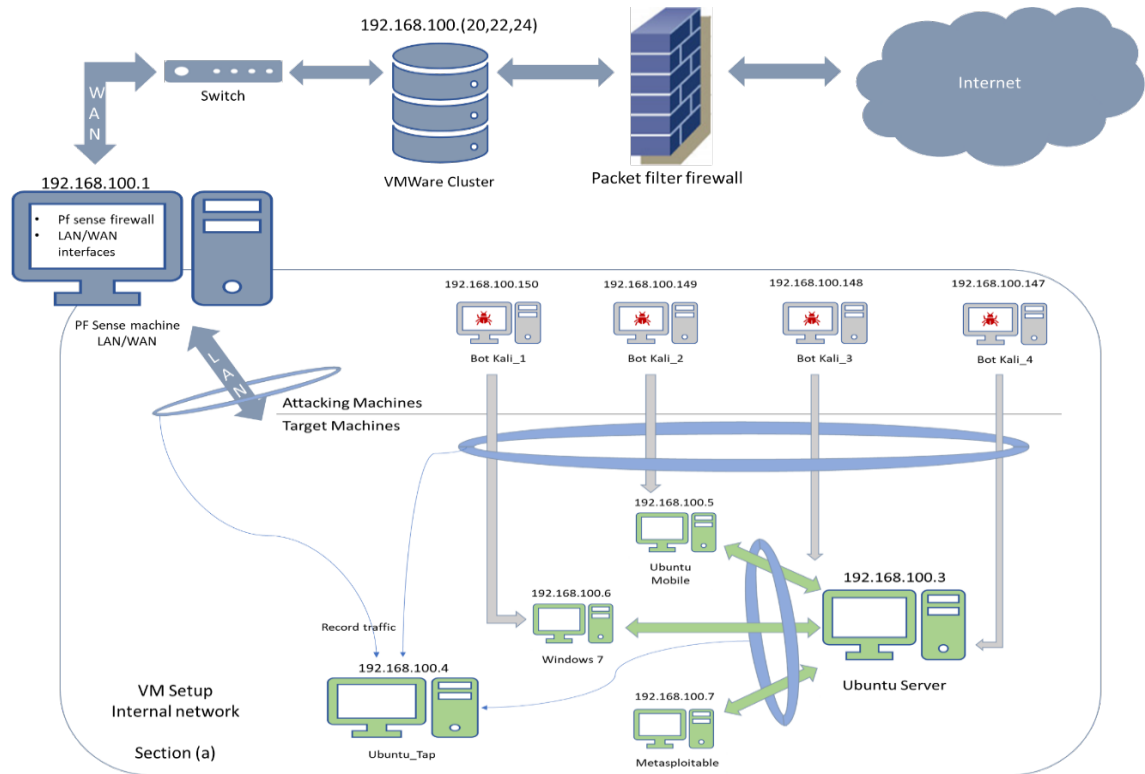 192.168.100.(20,22,24)
Internet
Switch
WAN
VMWare Cluster
Packet filter firewall
192.168.100.1
• Pf sense firewall
• LAN/WAN
interfaces
PF Sense machine
LAN/WAN
LAN
192.168.100.150
192.168.100.149
192.168.100.148
192.168.100.147
Bot Kali_1
Bot Kali_2
Bot Kali_3
Bot Kali_4
Attacking Machines
Target Machines
192.168.100.5
Ubuntu
Mobile
192.168.100.3
Ubuntu Server
192.168.100.6
Windows 7
Record traffic
192.168.100.4
Ubuntu_Tap
192.168.100.7
Metasploitable
VM Setup
Internal network
Section (a)